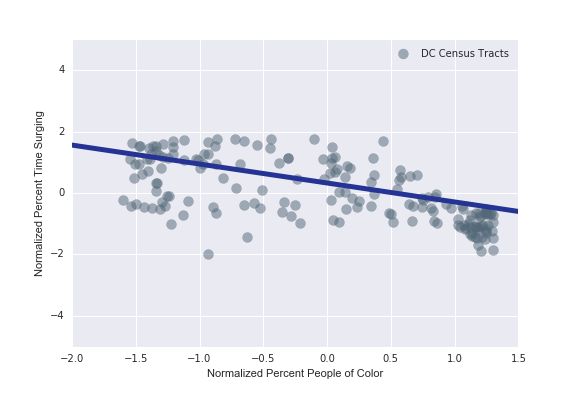 DC Census Tracts
4
2
0
−2
−4
Normalized Percent Time Surging
−2.0 −1.5 −1.0 −0.5 0.0 0.5 1.0 1.5
Normalized Percent People of Color